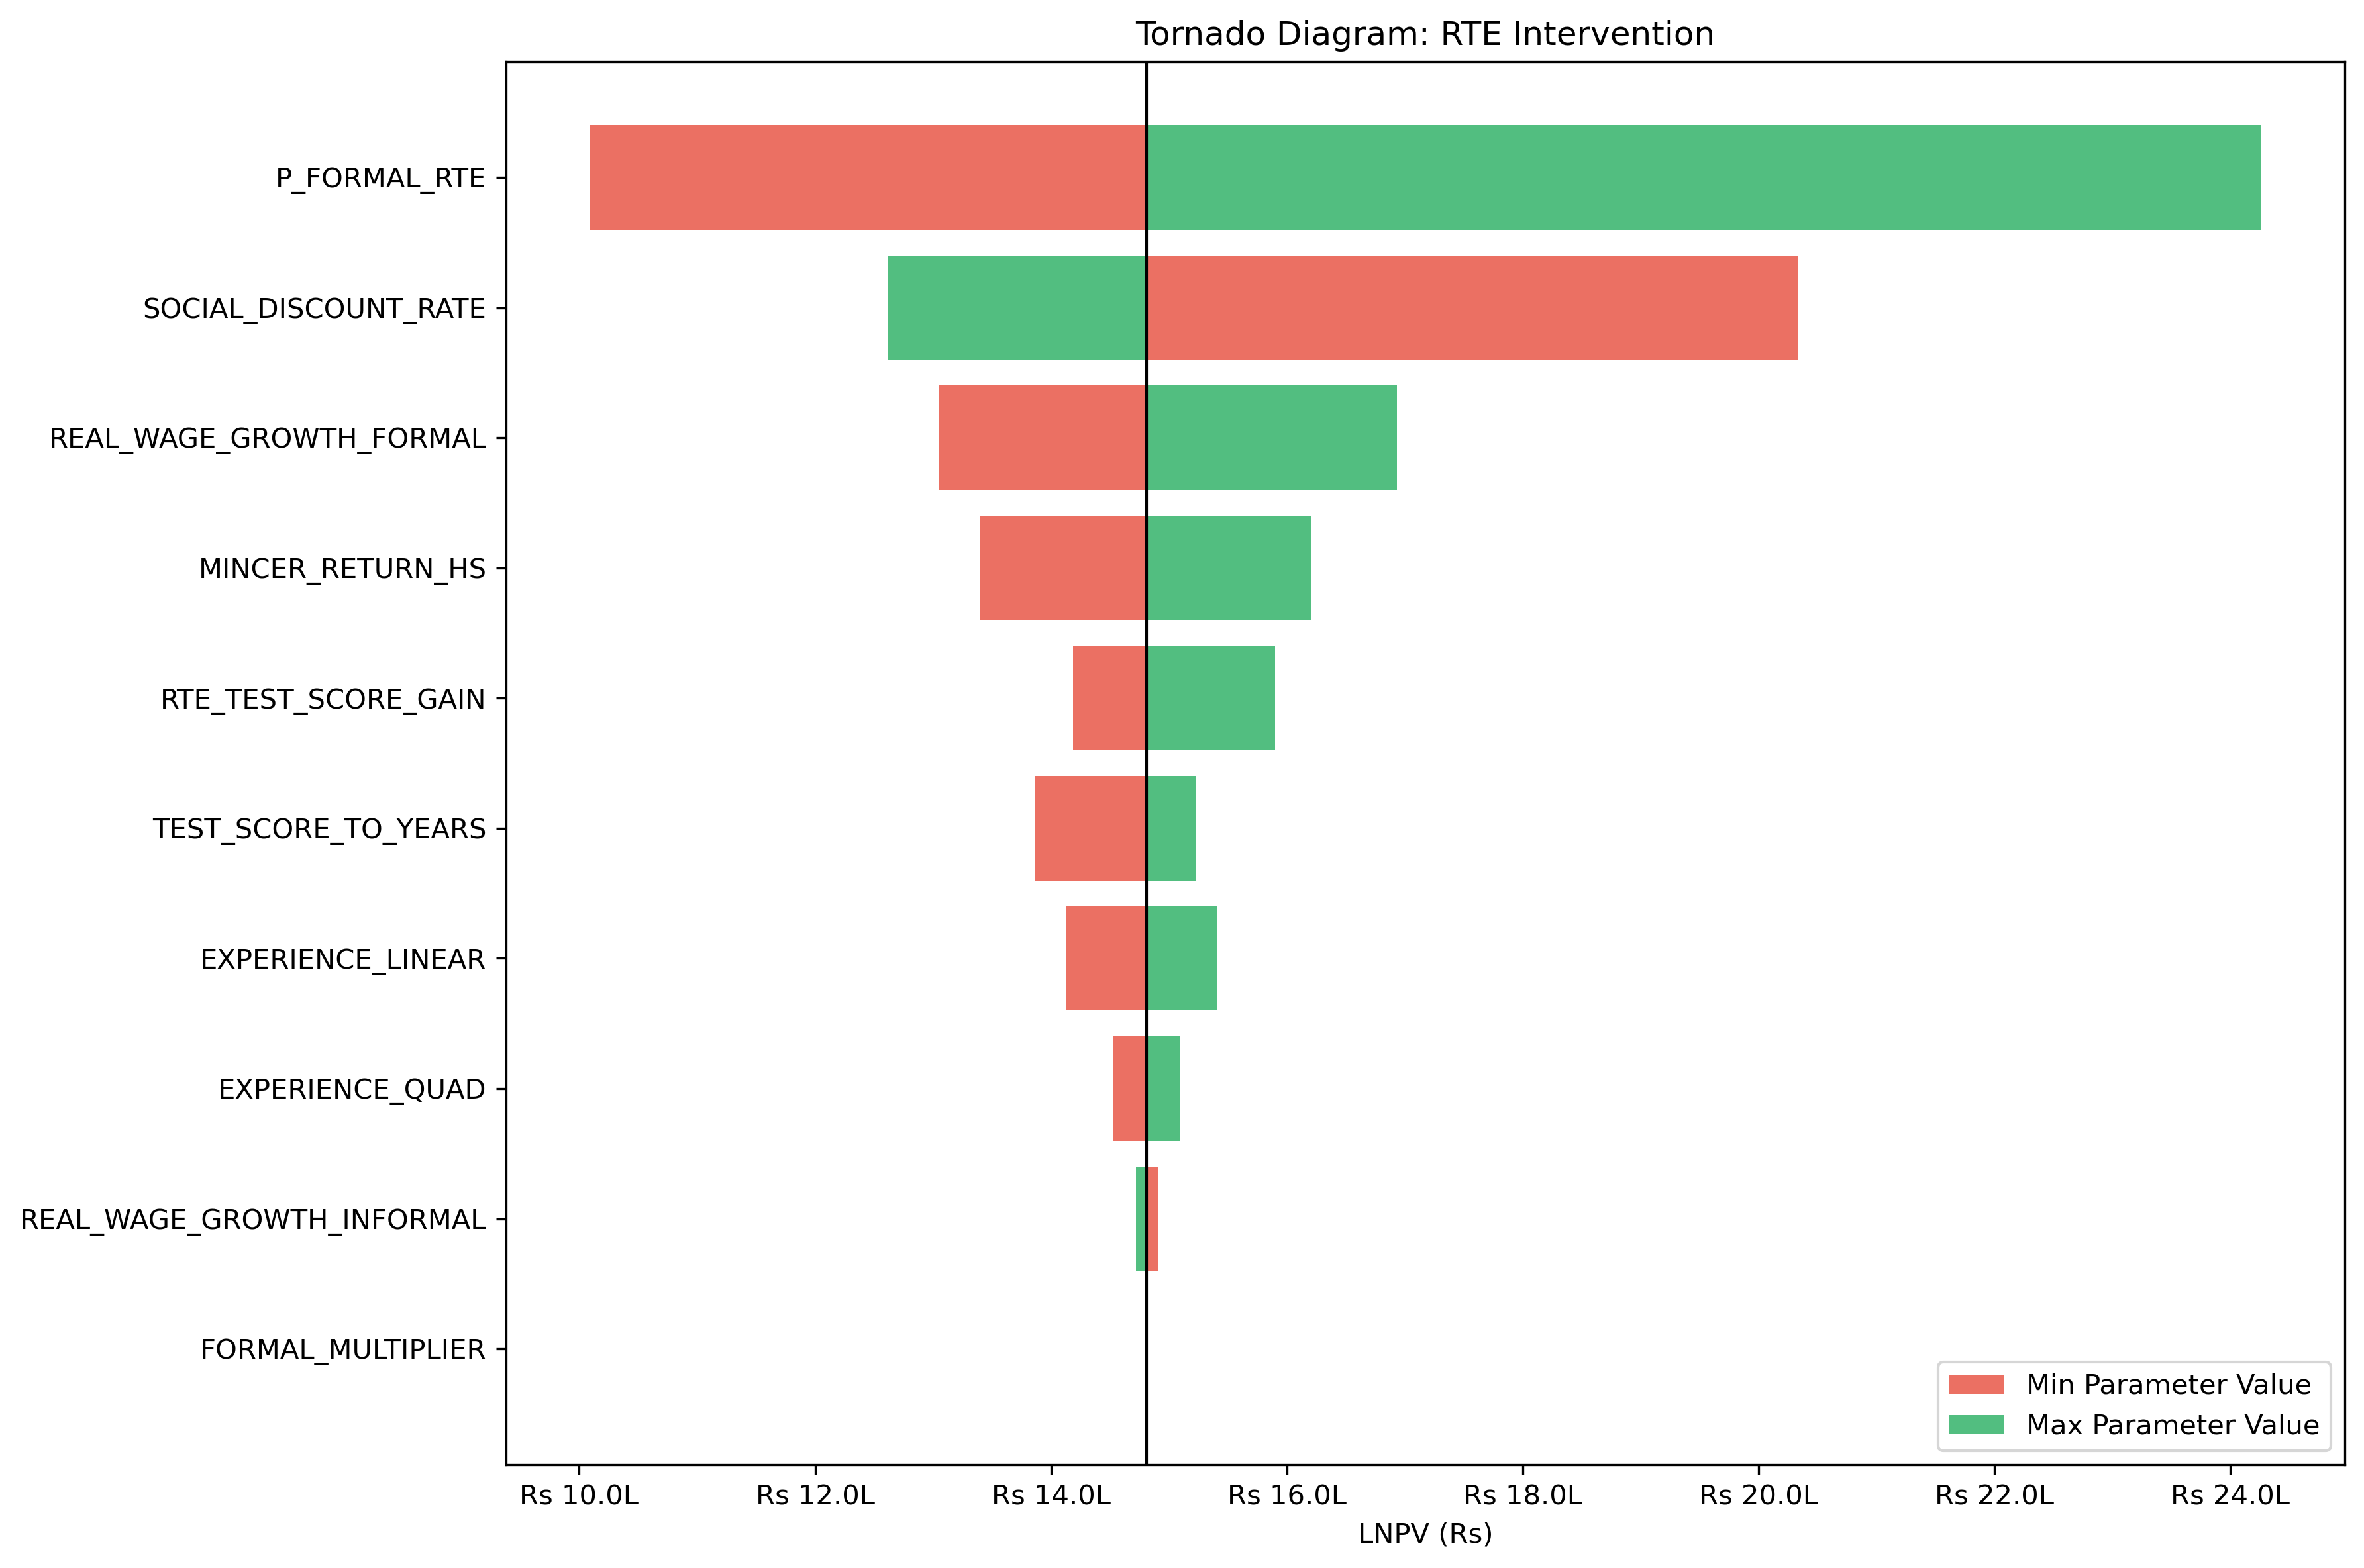 Tornado Diagram: RTE Intervention
P_FORMAL_RTE
SOCIAL_DISCOUNT_RATE
REAL_WAGE_GROWTH_FORMAL
MINCER_RETURN_HS
RTE_TEST_SCORE_GAIN
TEST_SCORE_TO_YEARS
EXPERIENCE_LINEAR
EXPERIENCE_QUAD
REAL_WAGE_GROWTH_INFORMAL
FORMAL_MULTIPLIER
Min Parameter Value
Max Parameter Value
Rs 10.0L Rs 12.0L Rs 14.0L Rs 16.0L Rs 18.0L Rs 20.0L Rs 22.0L Rs 24.0L
LNPV (Rs)